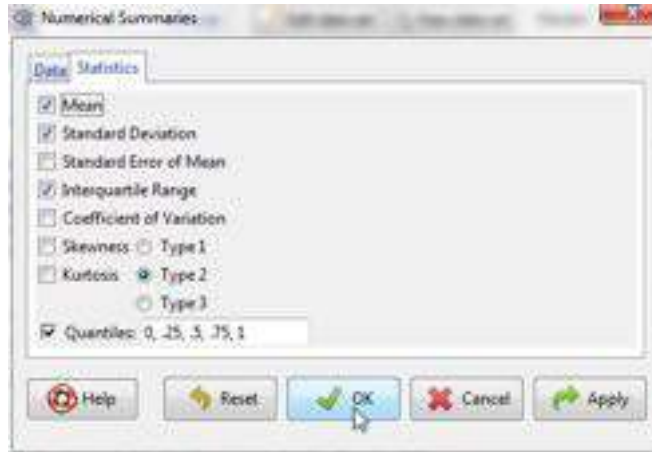 Numerical Summaries
Data Statistics
Mean
Standard Deviation
Standard Error of Mean
Interquartile Range
Coefficient of Variation
Skewness Type 1
Kurtosis Type 2
Type 3
Quantiles: 0, .25, .5, .75, 1
Help Reset OK Cancel Apply